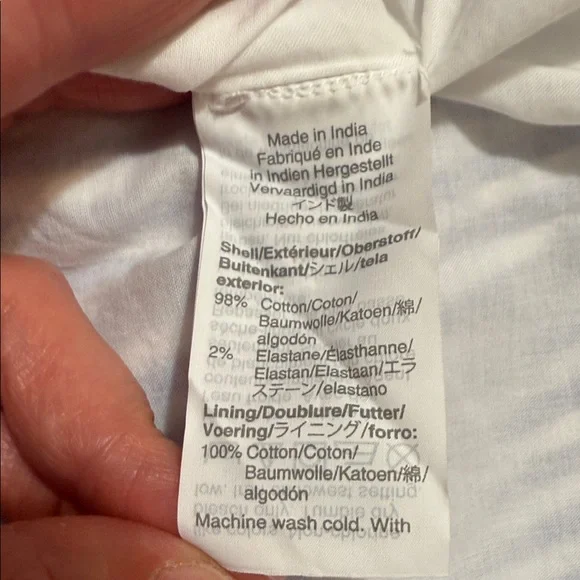 Made in India
Fabriqué en Inde
in Indien Hergestellt
Vervaardigd in India
インド製
Hecho en India
Shell/Extérieur/Oberstoff/
Buitenkant/シェル/tela
exterior:
98% Cotton/Coton/
Baumwolle/Katoen/綿/
algodón
2% Elastane/Élasthanne/
Elastan/Elastaan/エラ
ステーン/elastano
Lining/Doublure/Futter/
Voering/ライニング/forro:
100% Cotton/Coton/
Baumwolle/Katoen/綿/
algodón
Machine wash cold. With